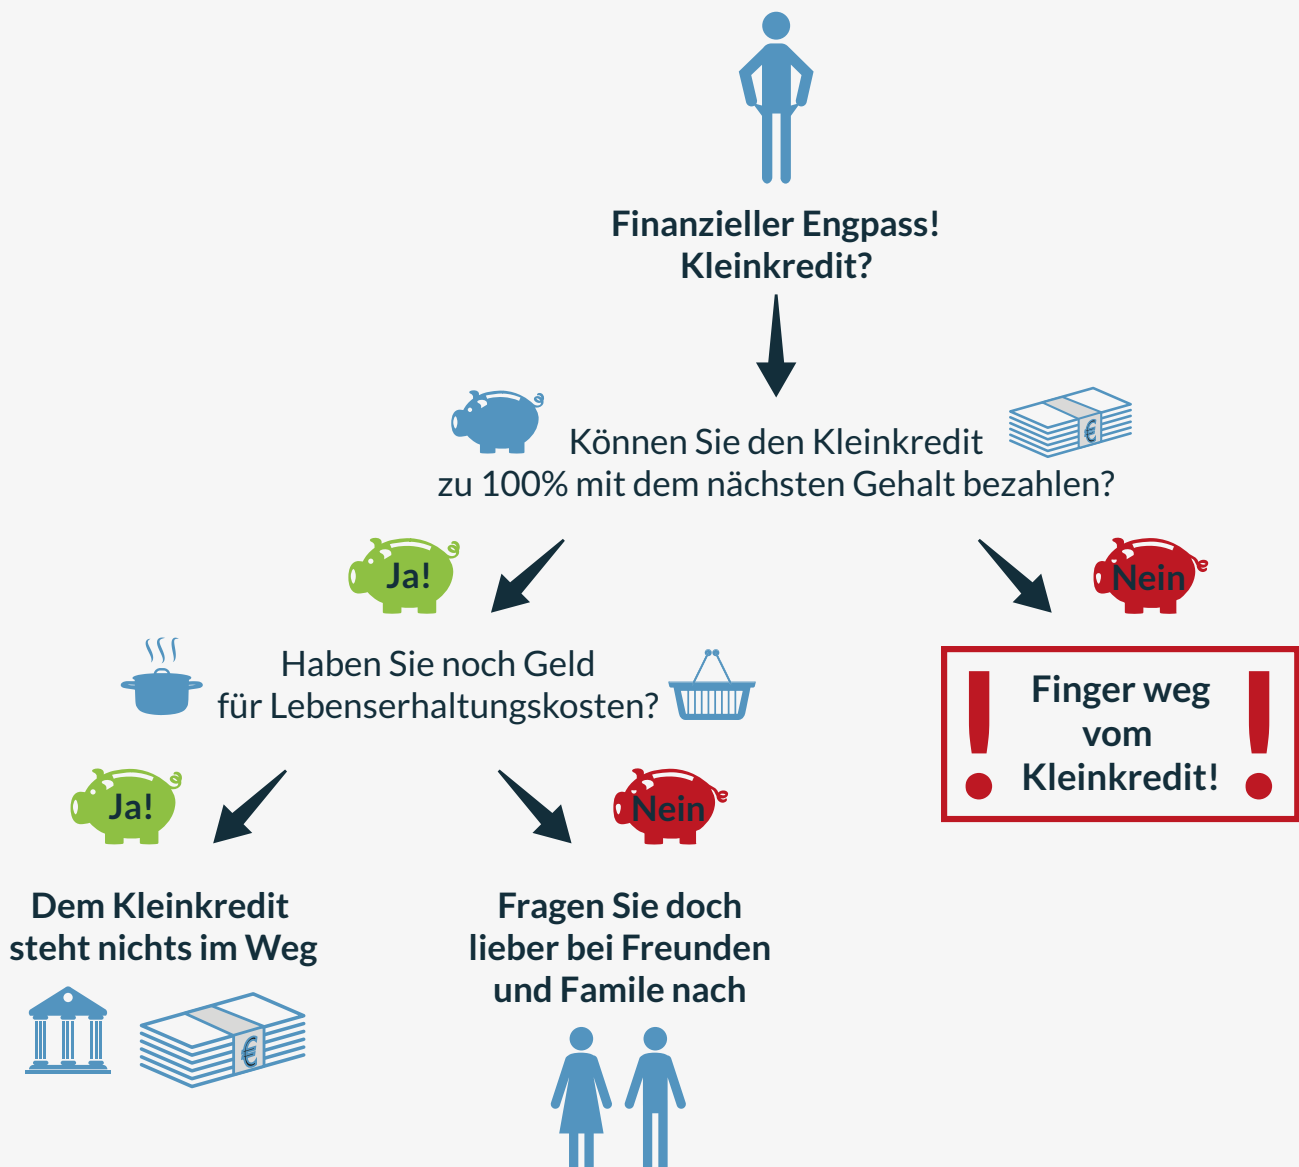 Finanzieller Engpass!
Kleinkredit?
Können Sie den Kleinkredit
zu 100% mit dem nächsten Gehalt bezahlen?
Ja!
Nein
Haben Sie noch Geld
für Lebenserhaltungskosten?
Finger weg
vom
Kleinkredit!
!
!
Ja!
Nein
Dem Kleinkredit
steht nichts im Weg
Fragen Sie doch
lieber bei Freunden
und Famile nach
€
€